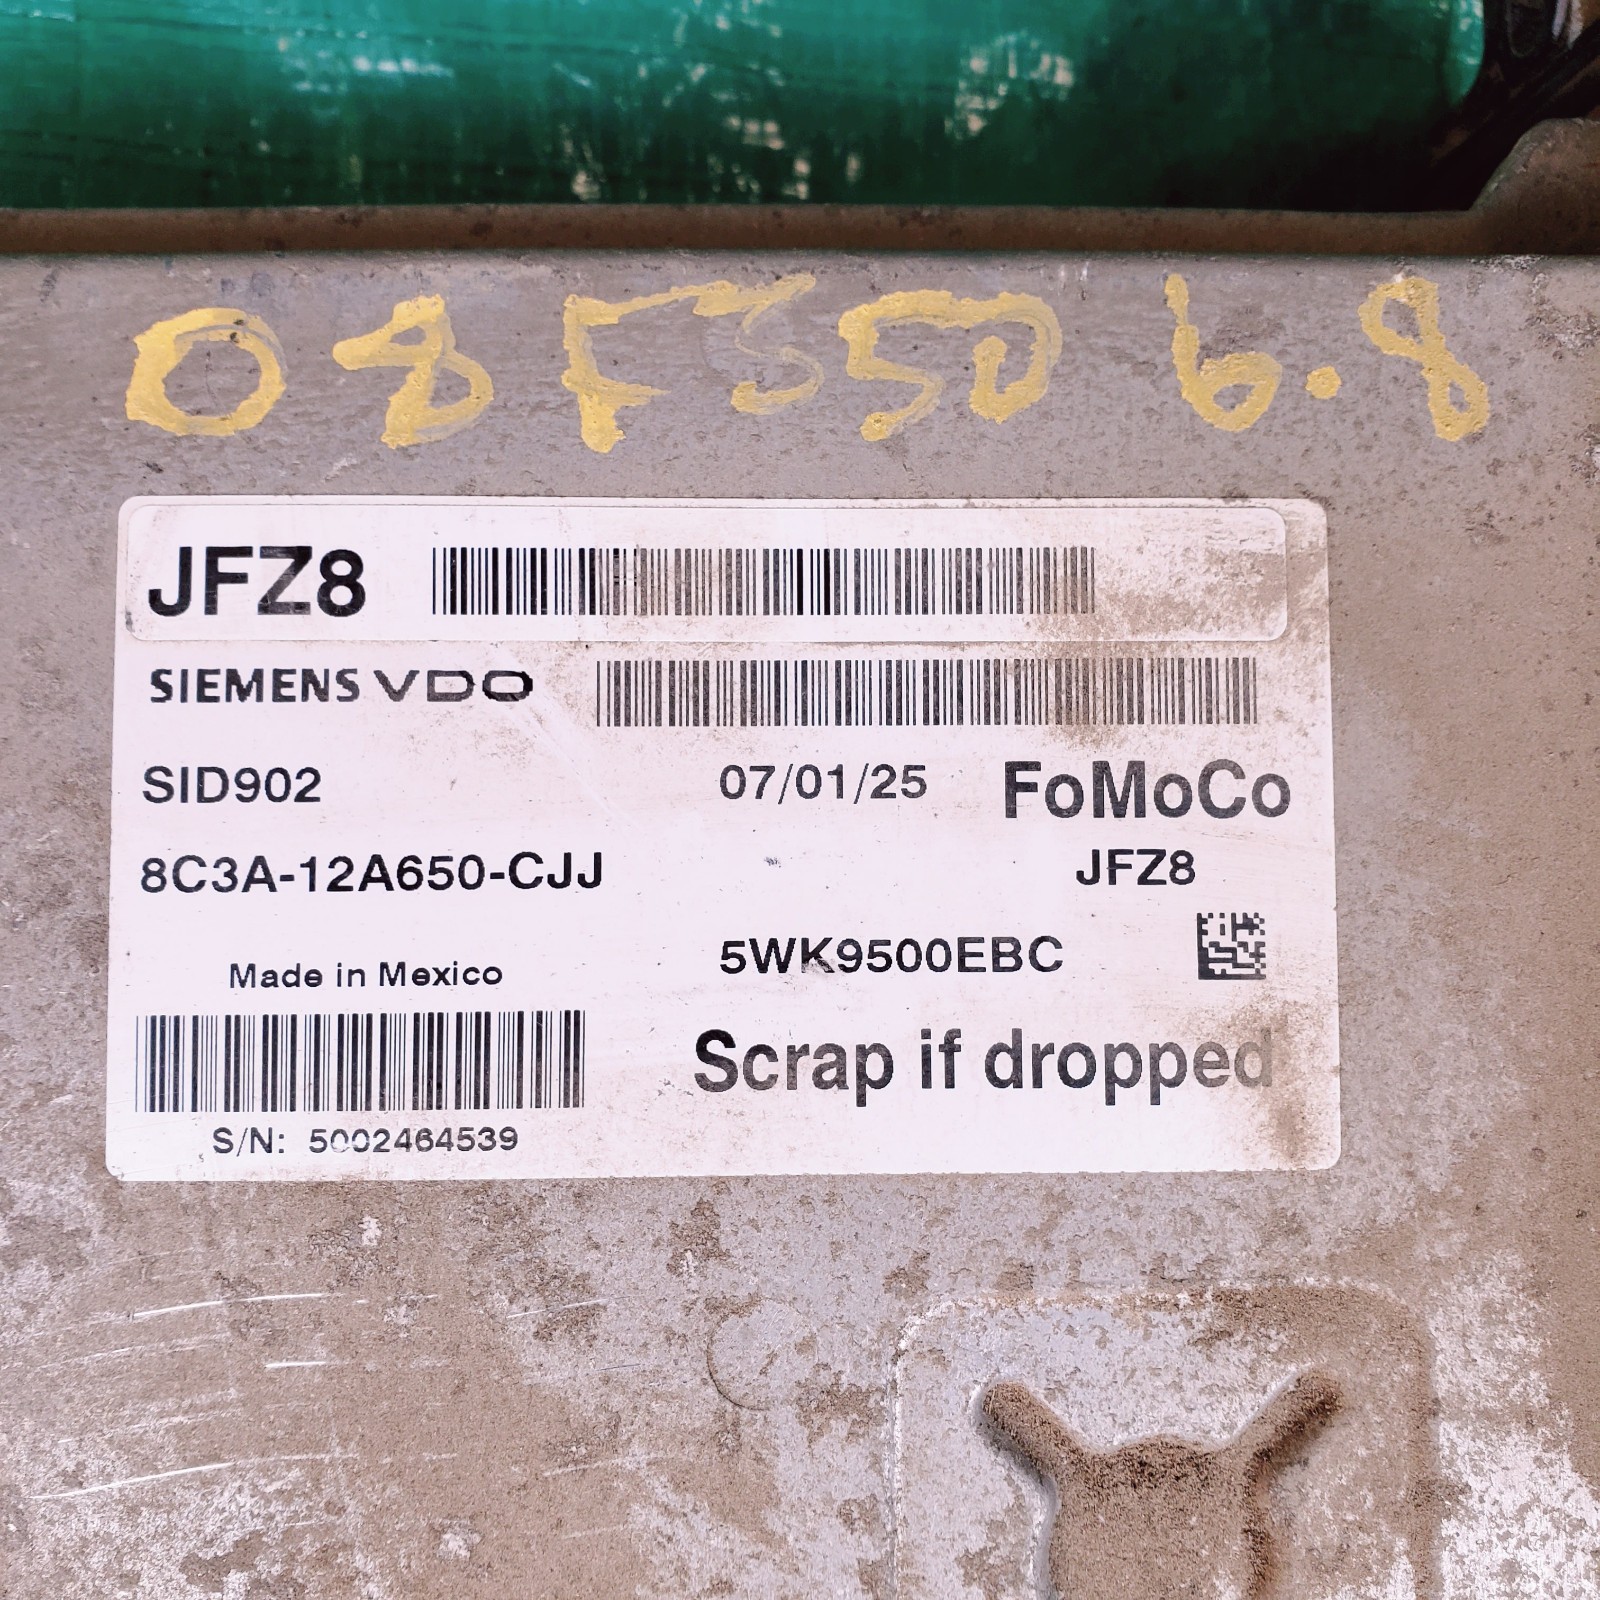 08 F350 6.8
JFZ8
SIEMENS VDO
SID902 07/01/25 FoMoCo
8C3A-12A650-CJJ JFZ8
Made in Mexico 5WK9500EBC
Scrap if dropped
S/N: 5002464539